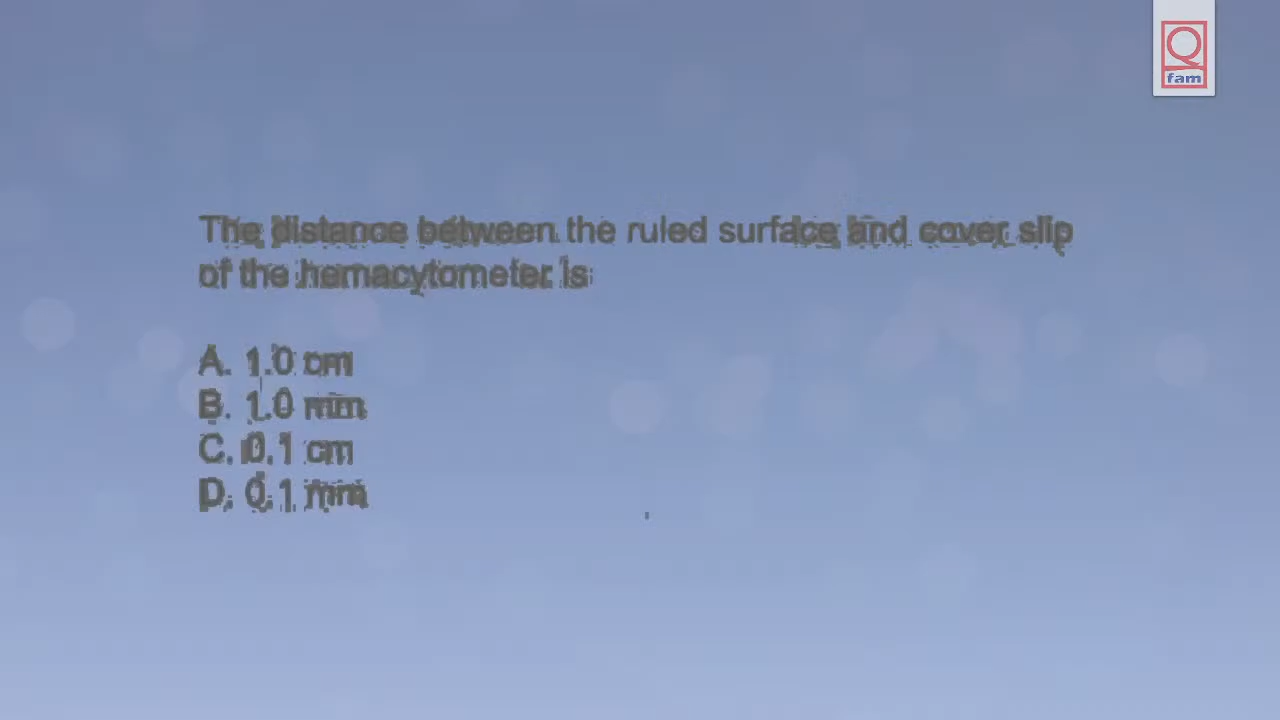 Q
fam
The distance between the ruled surface and cover slip
of the hemacytometer is
A. 1.0 cm
B. 1.0 mm
C. 0.1 cm
D. 0.1 mm